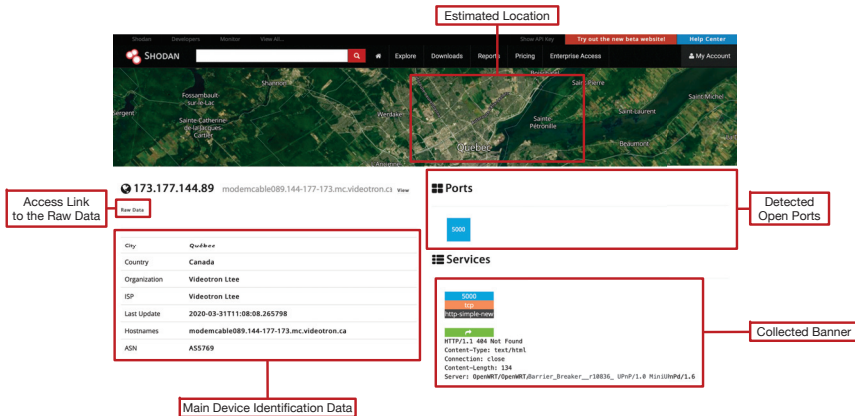 Estimated Location
Shodan Developers Monitor View All...
Show API Key Try out the new beta website! Help Center
SHODAN Explore Downloads Reports Pricing Enterprise Access My Account
Shannon
Fossambault
-sur-le-Lac
Sainte-Catherine
-de-la-Jacques-
Cartier
Québec
Sainte-
Pétronille
Saint-Pierre
Saint-Laurent
Saint-Michel
Beaumont
173.177.144.89 modemcable089.144-177-173.mc.videotron.ca View
Raw Data
Access Link
to the Raw Data
City Québec
Country Canada
Organization Videotron Ltee
ISP Videotron Ltee
Last Update 2020-03-31T11:08:08.265798
Hostnames modemcable089.144-177-173.mc.videotron.ca
ASN AS5769
Main Device Identification Data
Ports
5000
Detected
Open Ports
Services
5000
tcp
http-simple-new
HTTP/1.1 404 Not Found
Content-Type: text/html
Connection: close
Content-Length: 134
Server: OpenWRT/OpenWRT/Barrier_Breaker__r10836_ UPnP/1.0 MiniUPnPd/1.6
Collected Banner